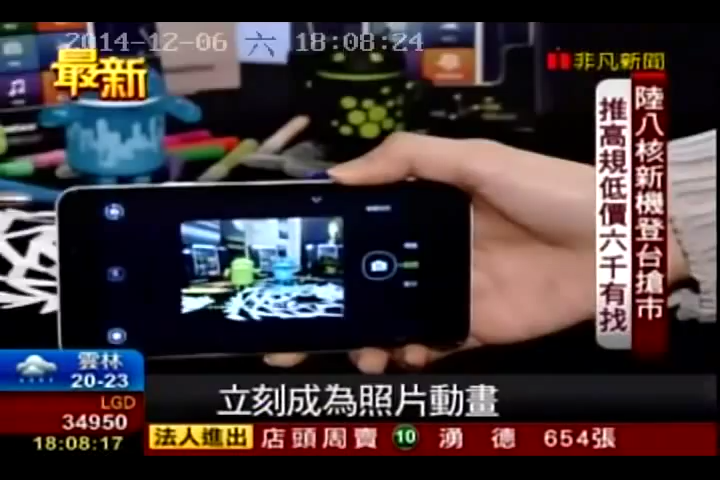 2014-12-06 六 18:08:24
最新
非凡新聞
陸八核新機登台搶市
推高規低價六千有找
立刻成為照片動畫
雲林
20-23
LGD
34950
18:08:17
法人進出 店頭周賣 10 湧德 654張